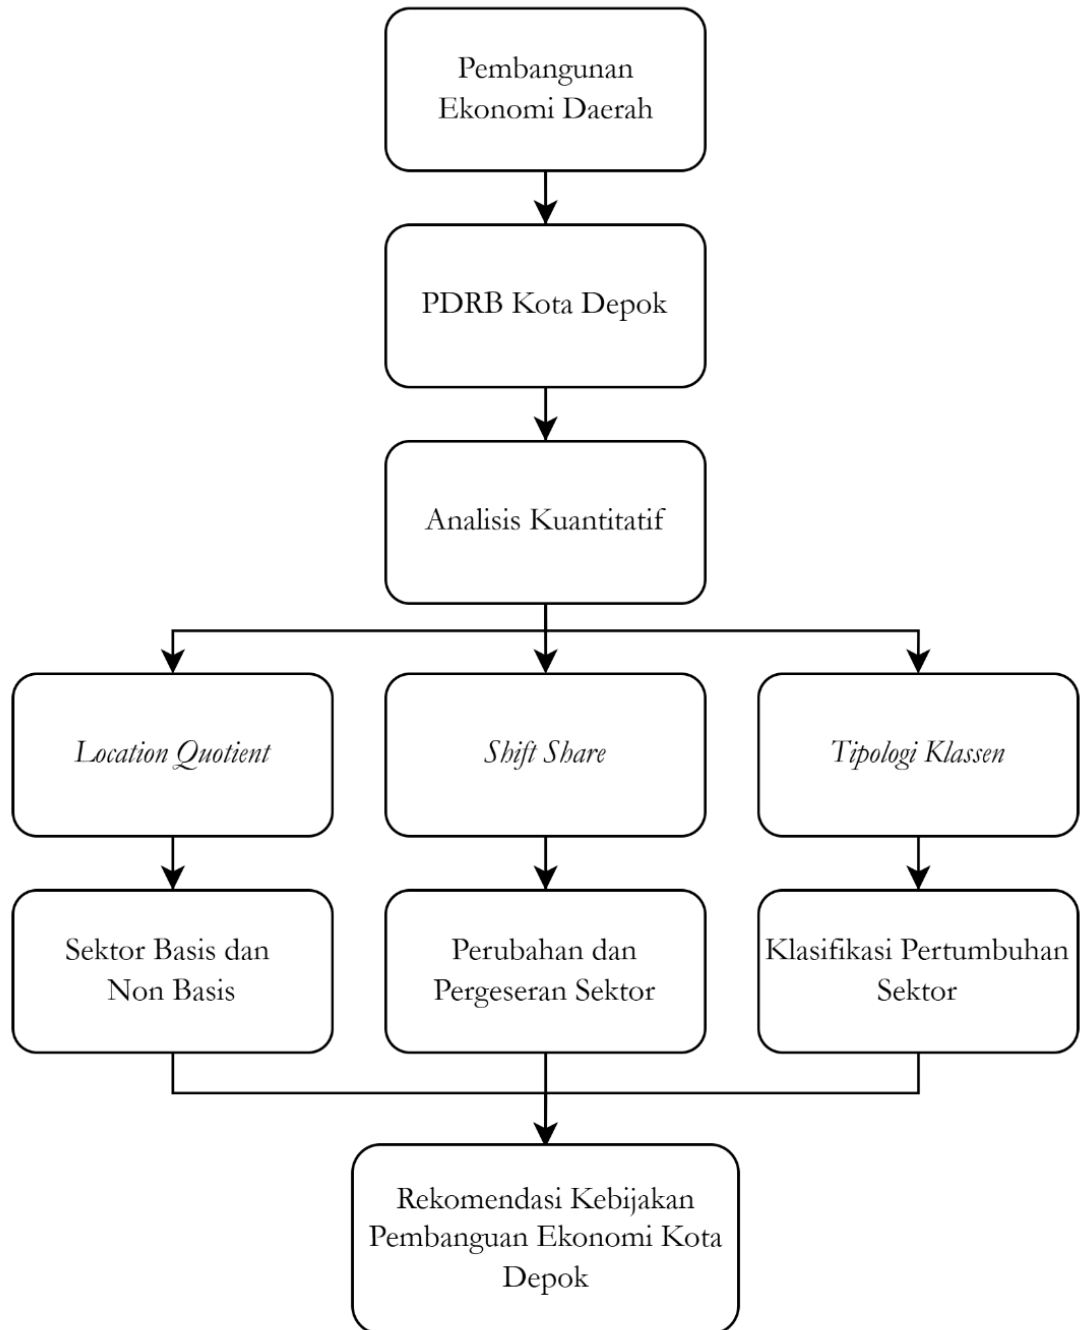 Pembangunan
Ekonomi Daerah
PDRB Kota Depok
Analisis Kuantitatif
Location Quotient
Shift Share
Tipologi Klassen
Sektor Basis dan
Non Basis
Perubahan dan
Pergeseran Sektor
Klasifikasi Pertumbuhan
Sektor
Rekomendasi Kebijakan
Pembanguan Ekonomi Kota
Depok